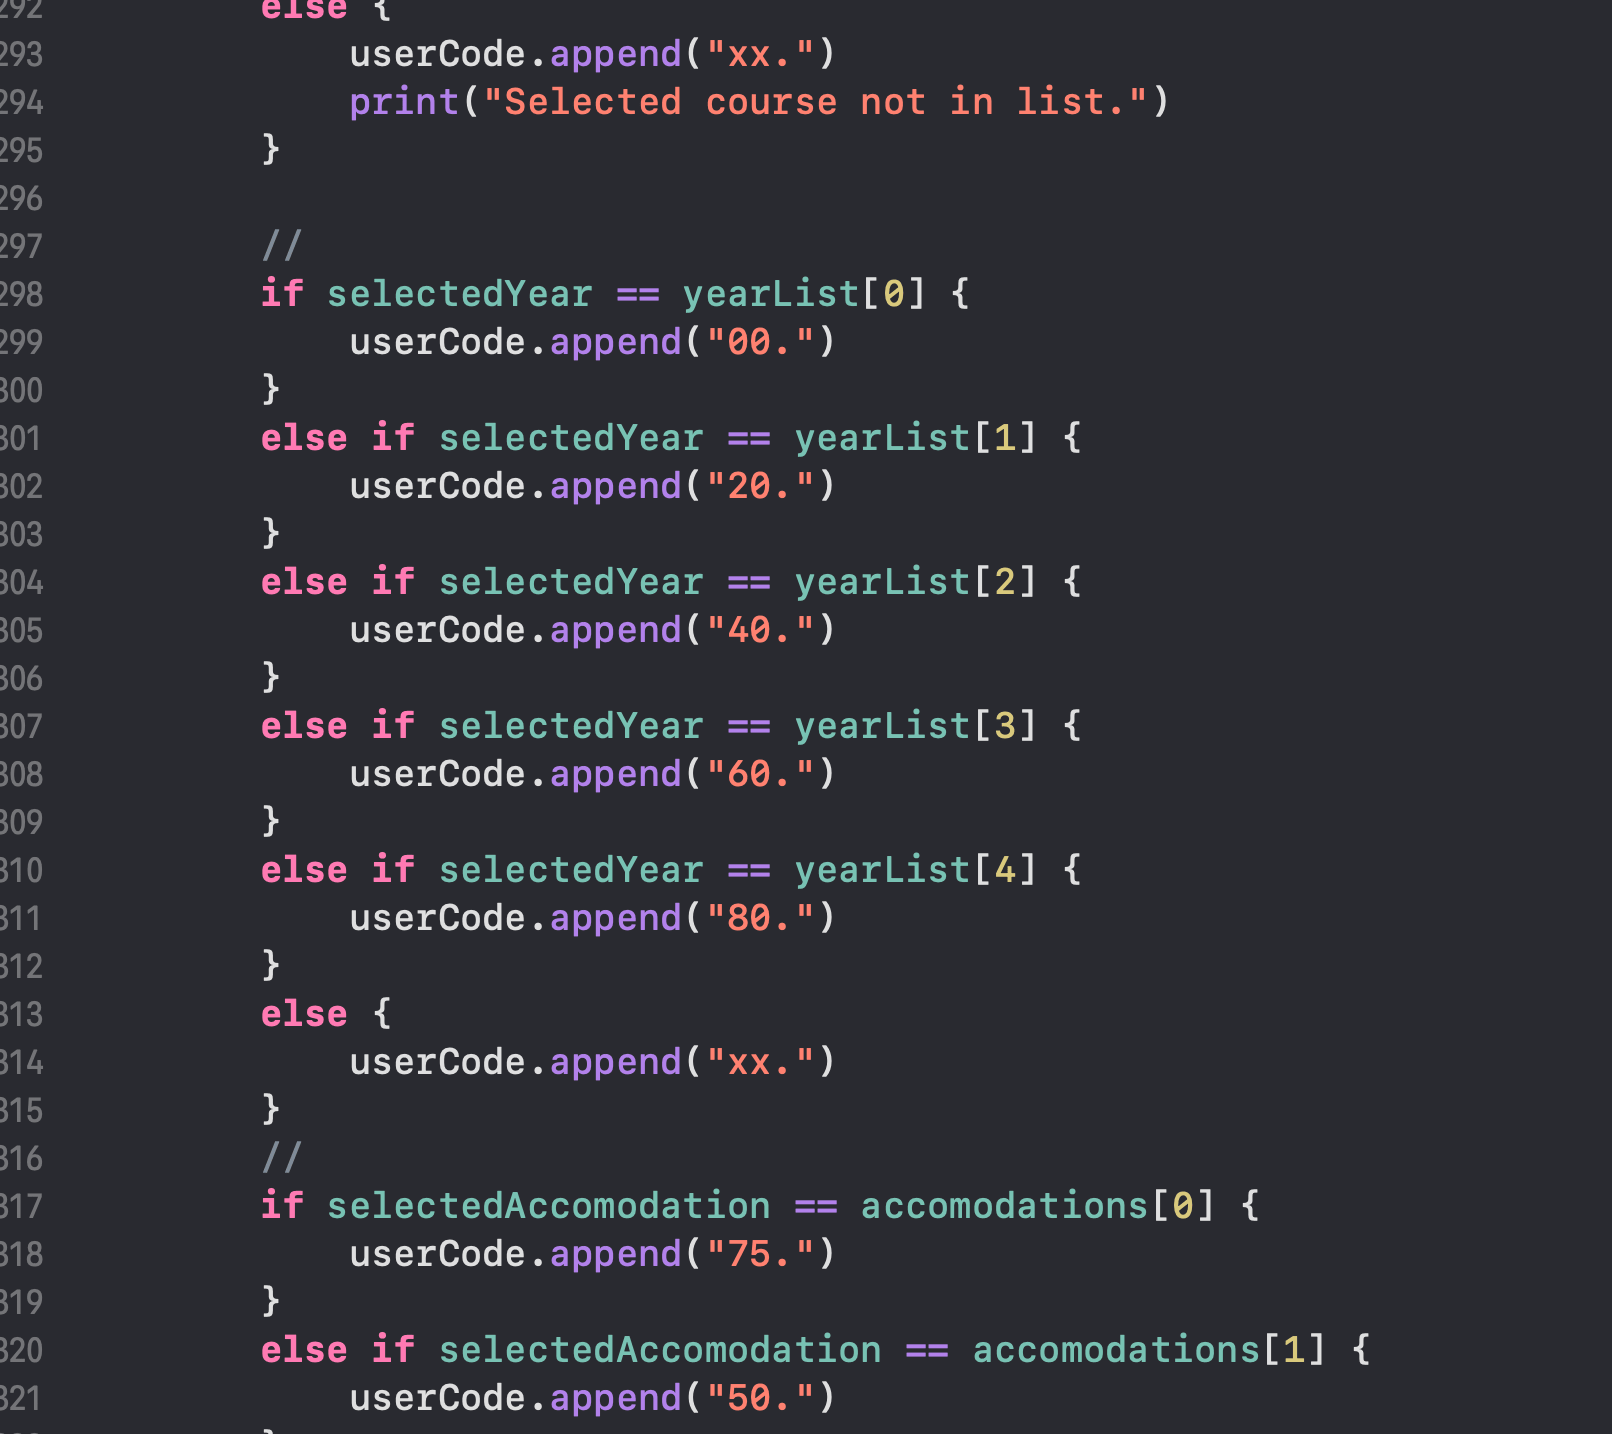 292 else {
293 userCode.append("xx.")
294 print("Selected course not in list.")
295 }
296
297 //
298 if selectedYear == yearList[0] {
299 userCode.append("00.")
300 }
301 else if selectedYear == yearList[1] {
302 userCode.append("20.")
303 }
304 else if selectedYear == yearList[2] {
305 userCode.append("40.")
306 }
307 else if selectedYear == yearList[3] {
308 userCode.append("60.")
309 }
310 else if selectedYear == yearList[4] {
311 userCode.append("80.")
312 }
313 else {
314 userCode.append("xx.")
315 }
316 //
317 if selectedAccomodation == accomodations[0] {
318 userCode.append("75.")
319 }
320 else if selectedAccomodation == accomodations[1] {
321 userCode.append("50.")